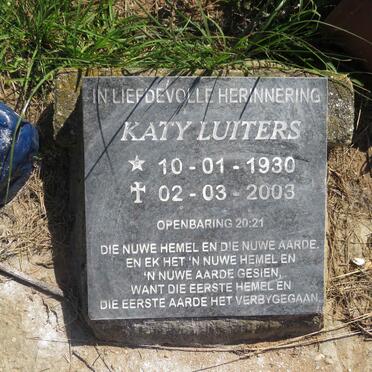 IN LIEFDEVOLLE HERINNERING
KATY LUITERS
☆ 10-01-1930
✝ 02-03-2003
OPENBARING 20:21
DIE NUWE HEMEL EN DIE NUWE AARDE.
EN EK HET 'N NUWE HEMEL EN
'N NUWE AARDE GESIEN,
WANT DIE EERSTE HEMEL EN
DIE EERSTE AARDE HET VERBYGEGAAN.